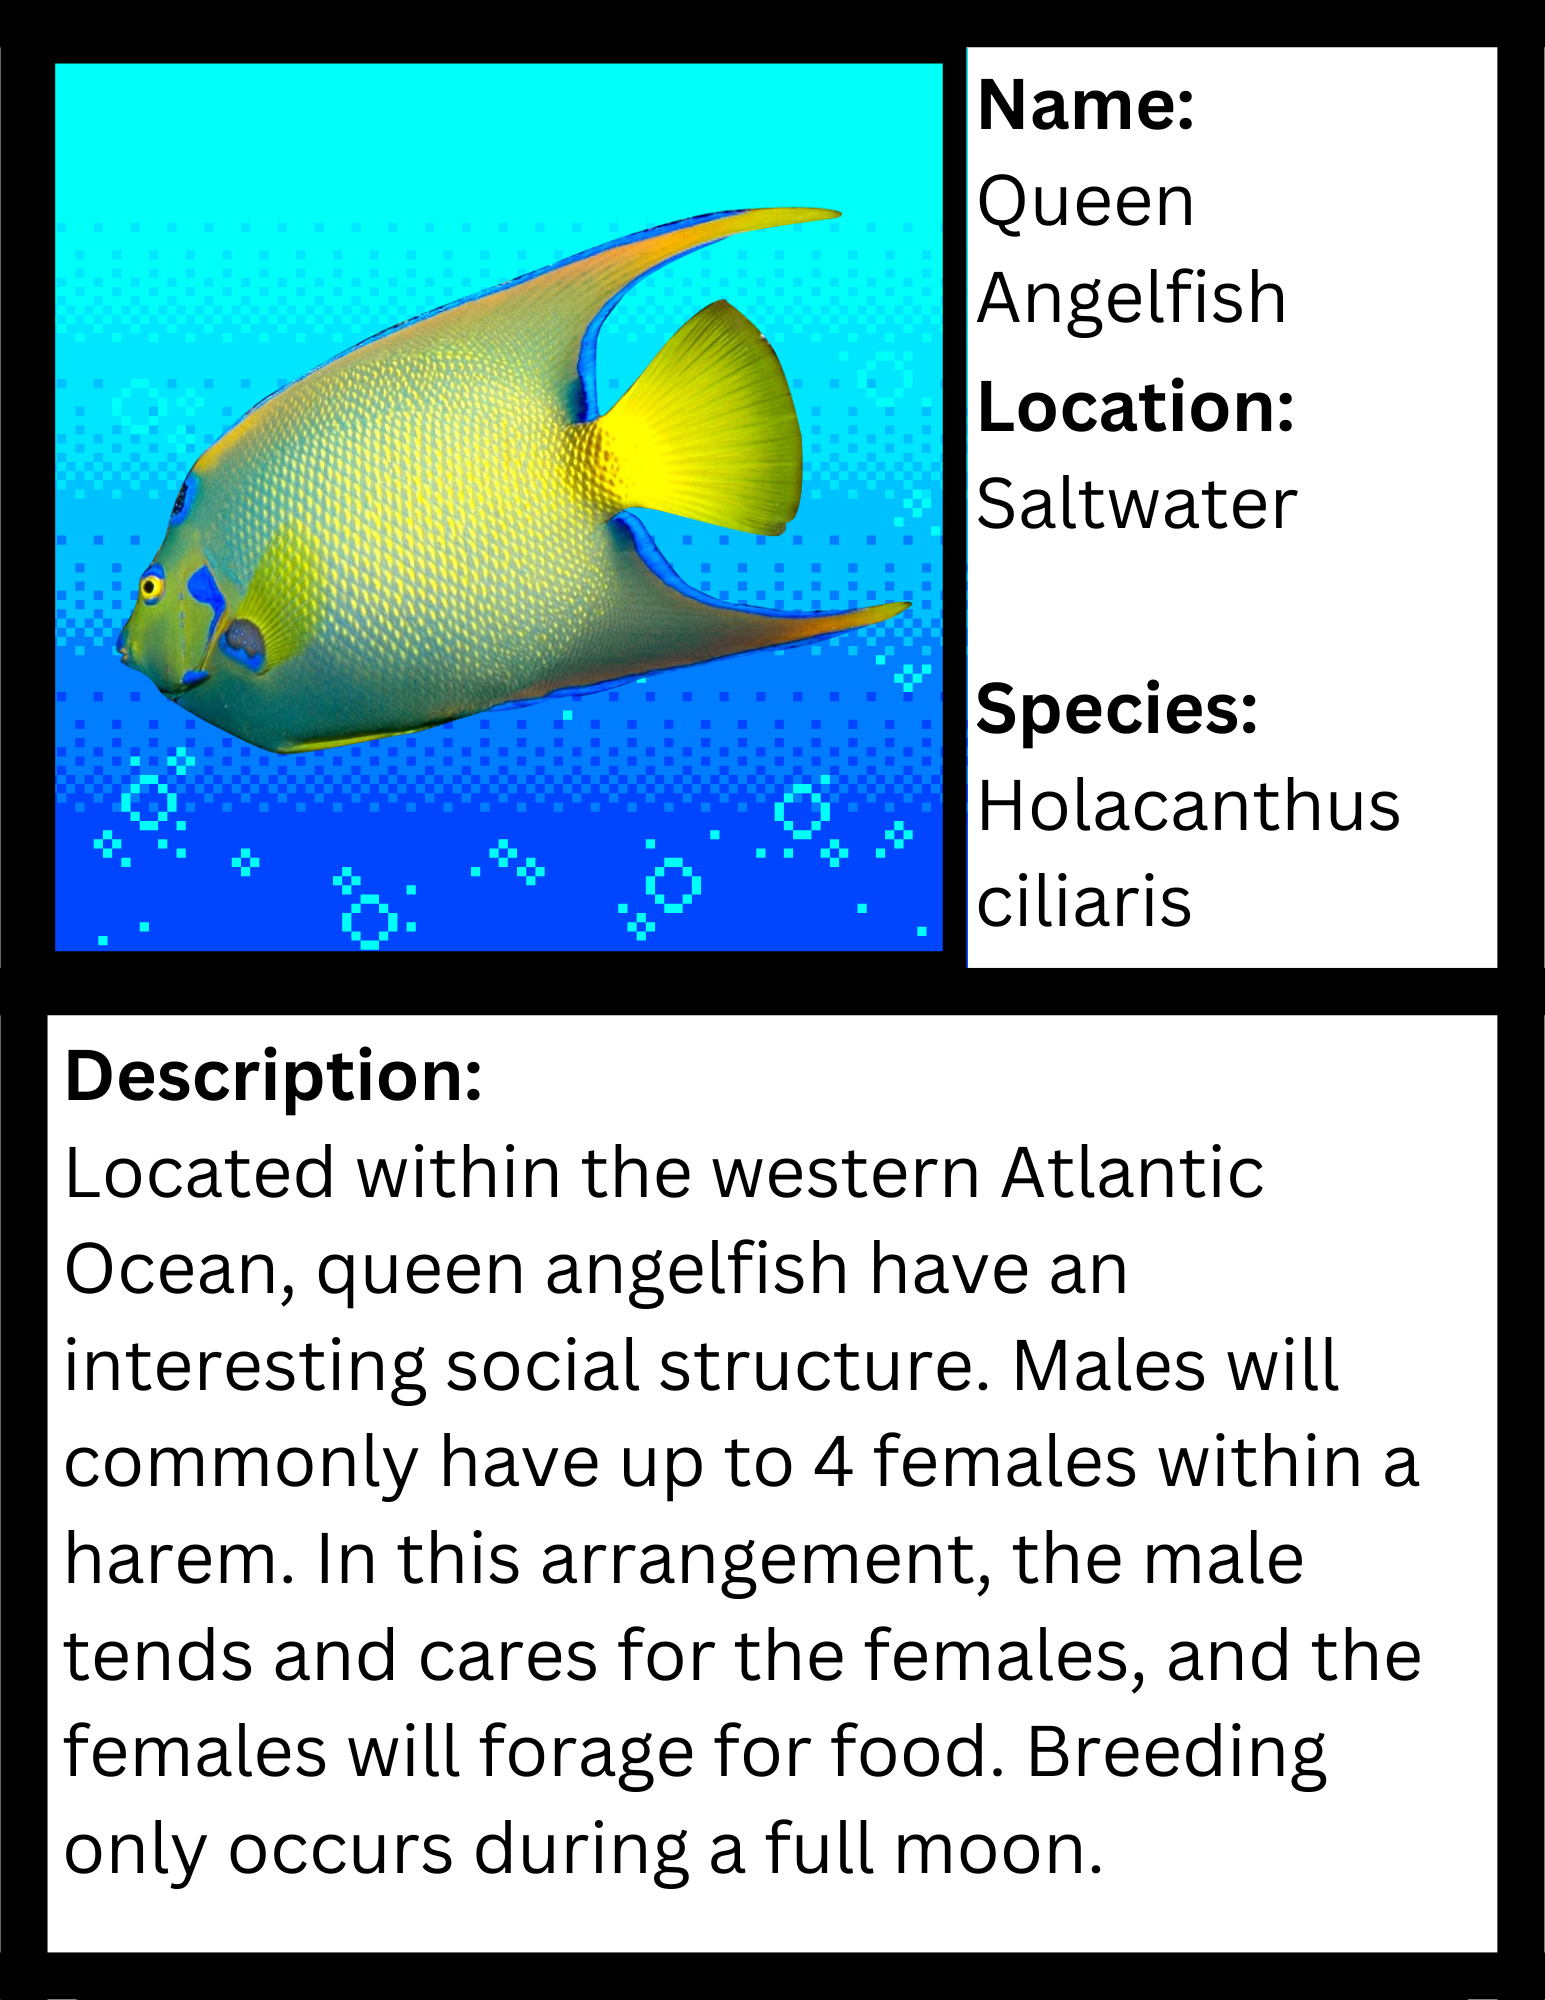 Name:
Queen
Angelfish
Location:
Saltwater
Species:
Holacanthus
ciliaris
Description:
Located within the western Atlantic
Ocean, queen angelfish have an
interesting social structure. Males will
commonly have up to 4 females within a
harem. In this arrangement, the male
tends and cares for the females, and the
females will forage for food. Breeding
only occurs during a full moon.